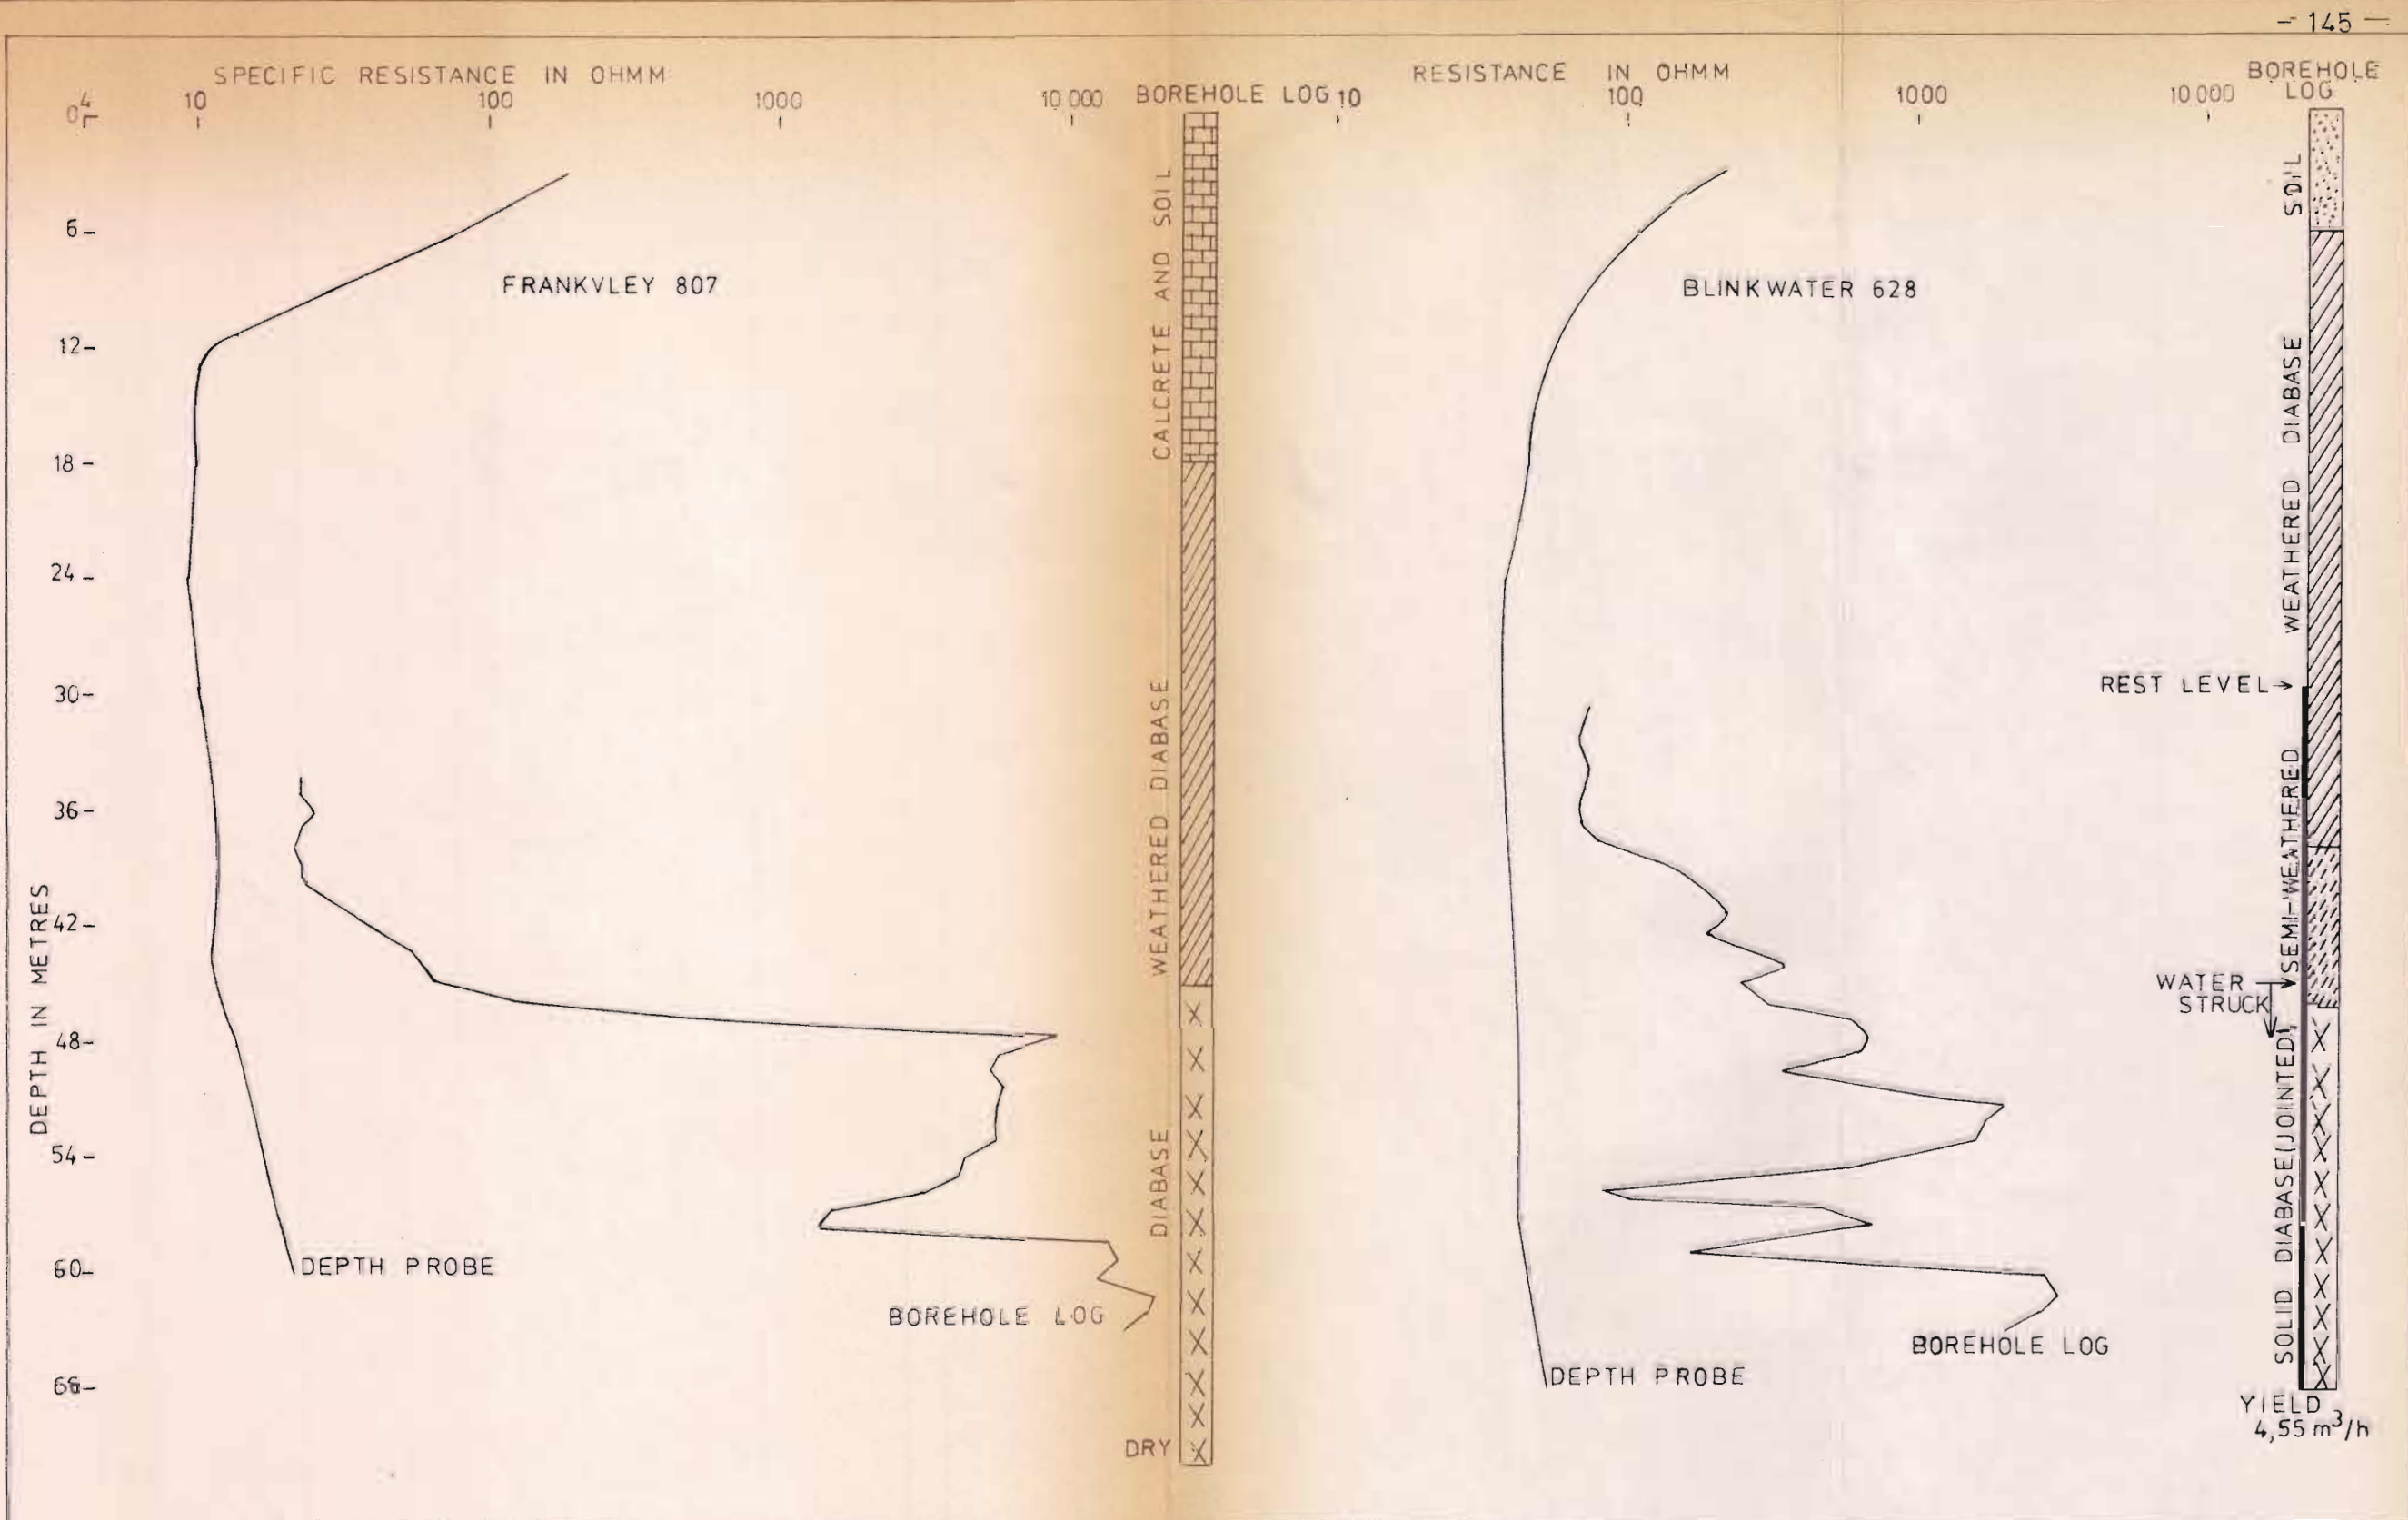 - 145 -
SPECIFIC RESISTANCE IN OHMM
10 100 1000 10 000
BOREHOLE LOG
RESISTANCE IN OHMM
10 100 1000 10 000
BOREHOLE
LOG
0
6
12
18
24
30
36
42
48
54
60
66
DEPTH IN METRES
FRANKVLEY 807
DEPTH PROBE
BOREHOLE LOG
CALCRETE AND SOIL
WEATHERED DIABASE
DIABASE
DRY
BLINKWATER 628
DEPTH PROBE
BOREHOLE LOG
SOIL
WEATHERED DIABASE
REST LEVEL→
SEMI-WEATHERED
WATER
STRUCK
SOLID DIABASE(JOINTED)
YIELD
4,55 m³/h